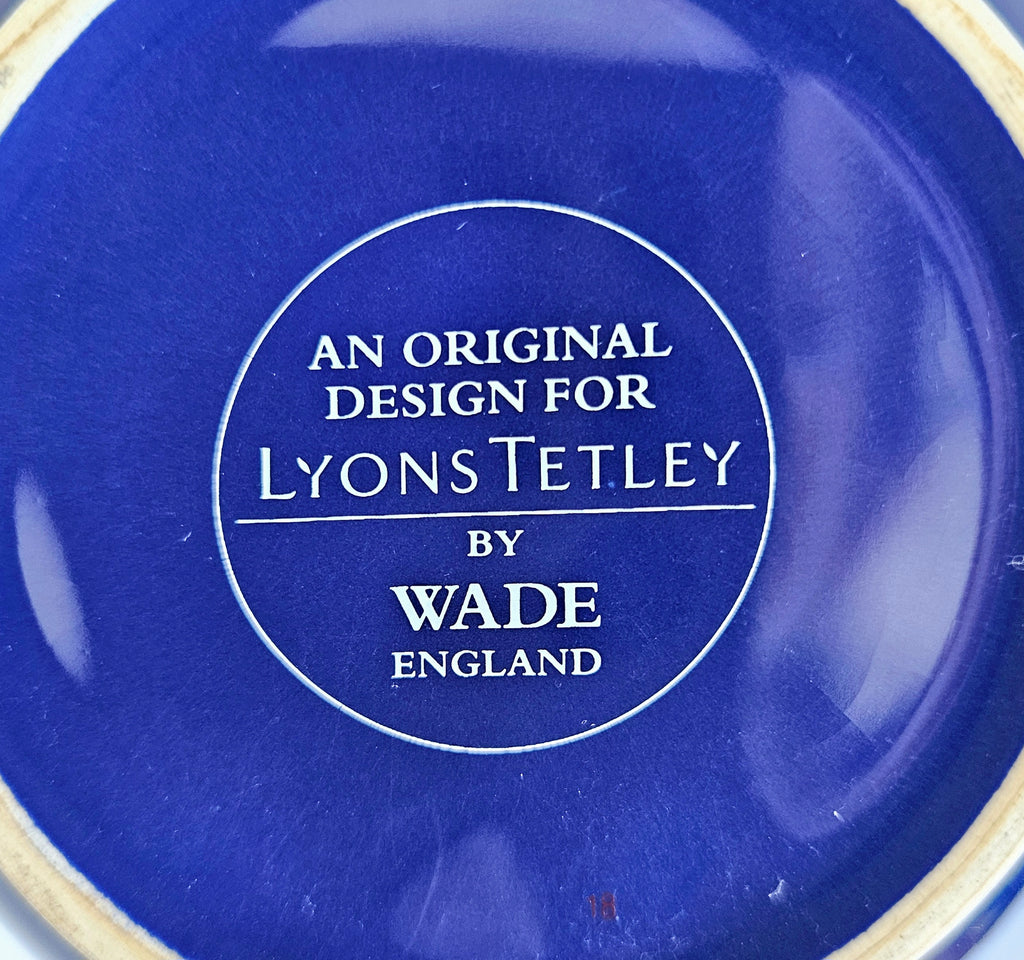 AN ORIGINAL
DESIGN FOR
LYONS TETLEY
BY
WADE
ENGLAND
18